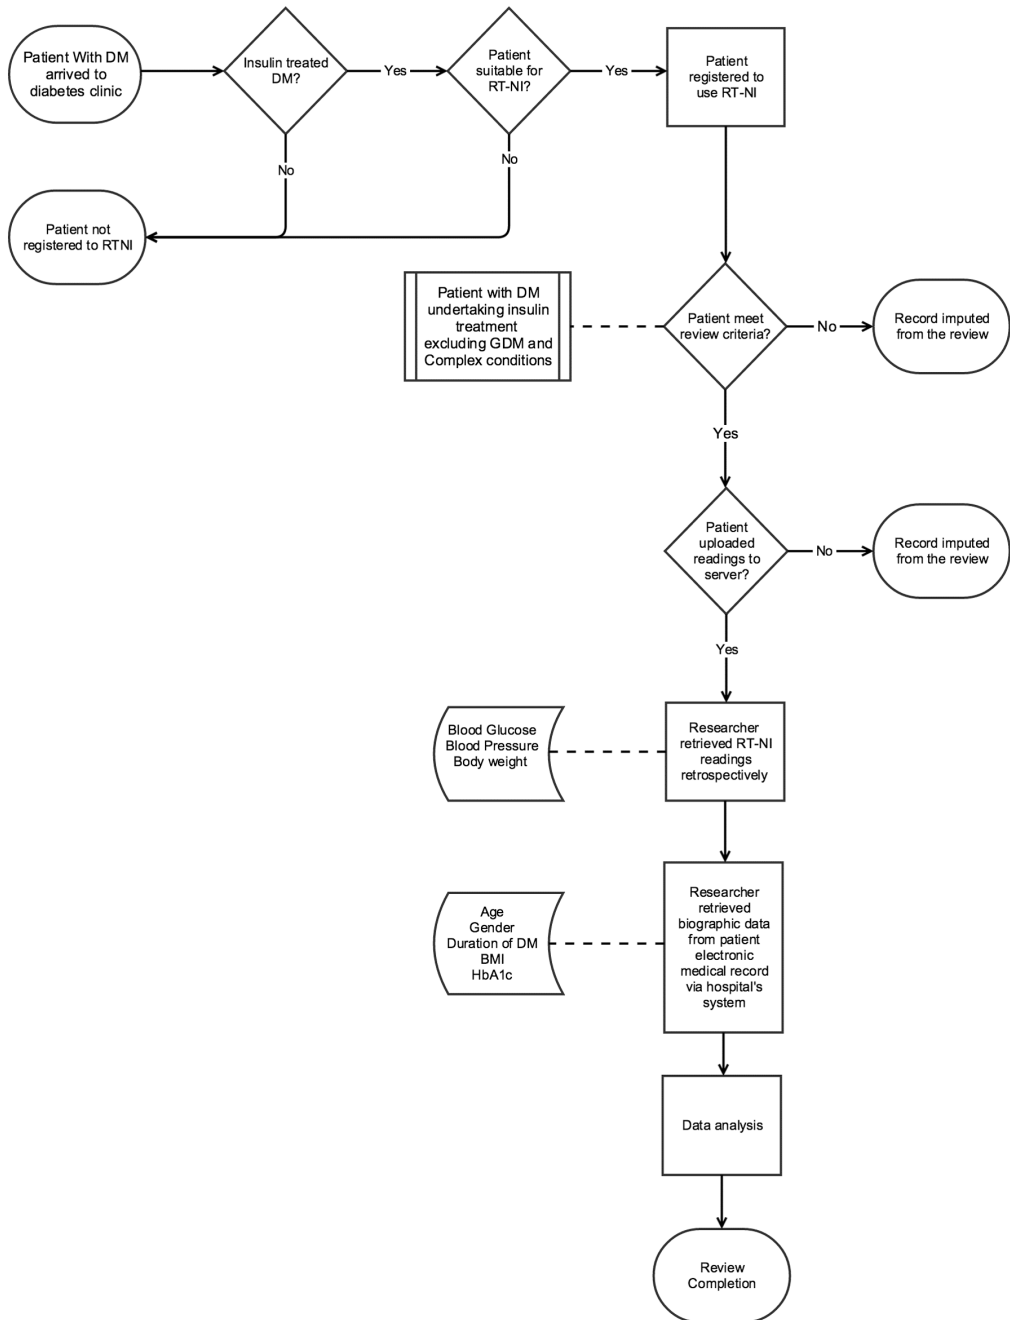 Patient With DM
arrived to
diabetes clinic
Insulin treated
DM?
Yes
Patient
suitable for
RT-NI?
Yes
Patient
registered to
use RT-NI
No
No
Patient not
registered to RTNI
Patient with DM
undertaking insulin
treatment
excluding GDM and
Complex conditions
Patient meet
review criteria?
No
Record imputed
from the review
Yes
Patient
uploaded
readings to
server?
No
Record imputed
from the review
Yes
Blood Glucose
Blood Pressure
Body weight
Researcher
retrieved RT-NI
readings
retrospectively
Age
Gender
Duration of DM
BMI
HbA1c
Researcher
retrieved
biographic data
from patient
electronic
medical record
via hospital's
system
Data analysis
Review
Completion